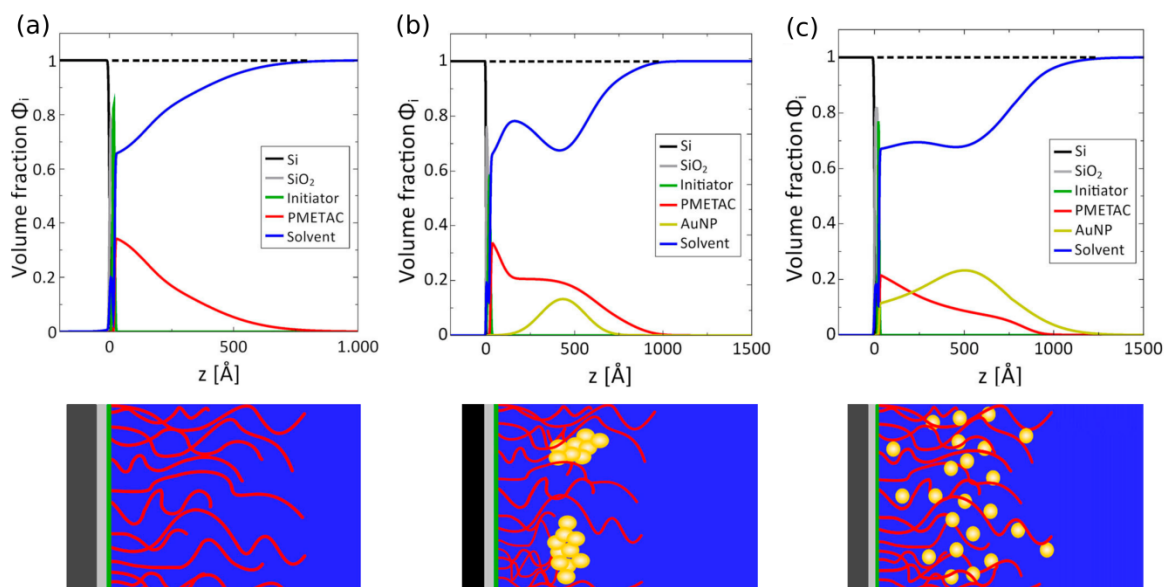 (a)
Volume fraction Φi
1
0.8
0.6
0.4
0.2
0
Si
SiO2
Initiator
PMETAC
Solvent
0
500
1.000
z [Å]
(b)
Volume fraction Φi
1
0.8
0.6
0.4
0.2
0
Si
SiO2
Initiator
PMETAC
AuNP
Solvent
0
500
1000
1500
z [Å]
(c)
Volume fraction Φi
1
0.8
0.6
0.4
0.2
0
Si
SiO2
Initiator
PMETAC
AuNP
Solvent
0
500
1000
1500
z [Å]